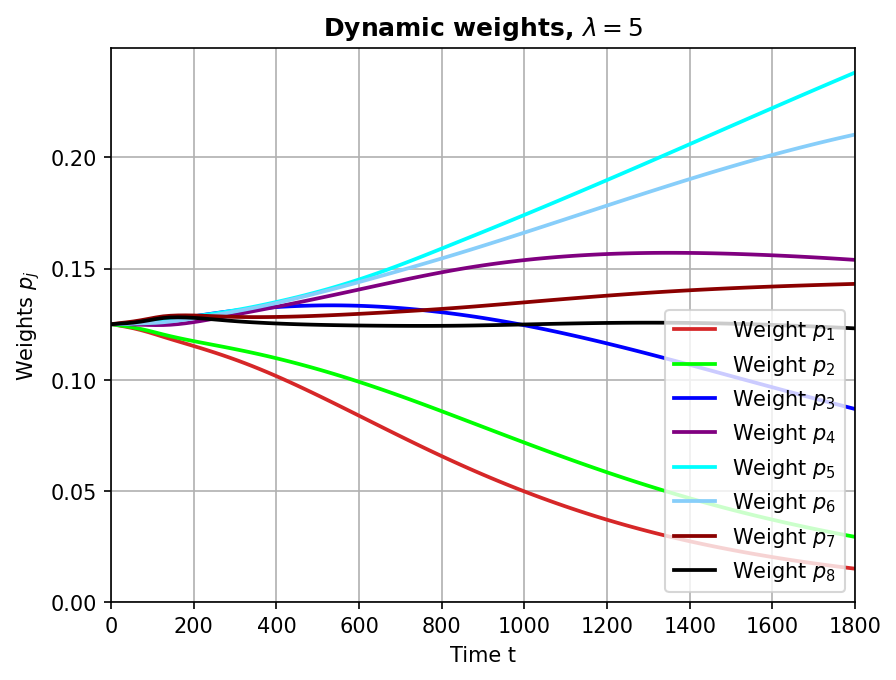 Dynamic weights, λ = 5
Weights p_j
0.20
0.15
0.10
0.05
0.00
Weight p_1
Weight p_2
Weight p_3
Weight p_4
Weight p_5
Weight p_6
Weight p_7
Weight p_8
0 200 400 600 800 1000 1200 1400 1600 1800
Time t